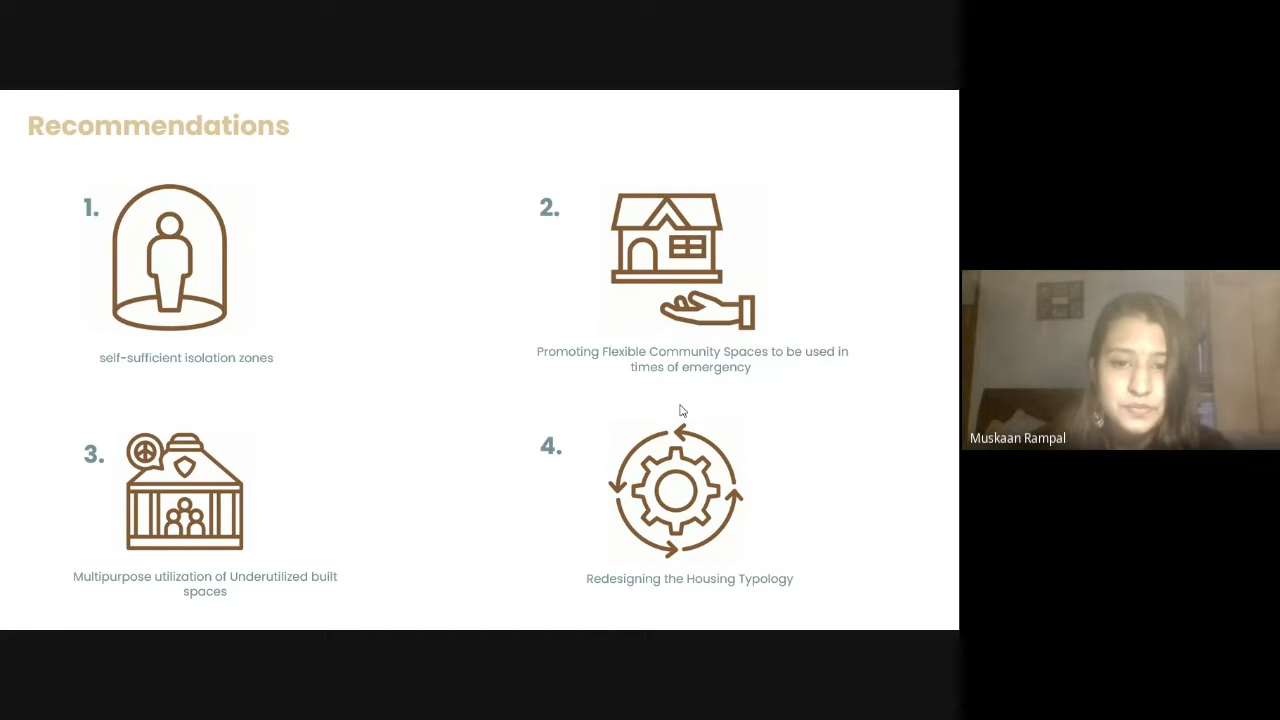 Recommendations
1.
self-sufficient isolation zones
2.
Promoting Flexible Community Spaces to be used in
times of emergency
3.
Multipurpose utilization of Underutilized built
spaces
4.
Redesigning the Housing Typology
Muskaan Rampal